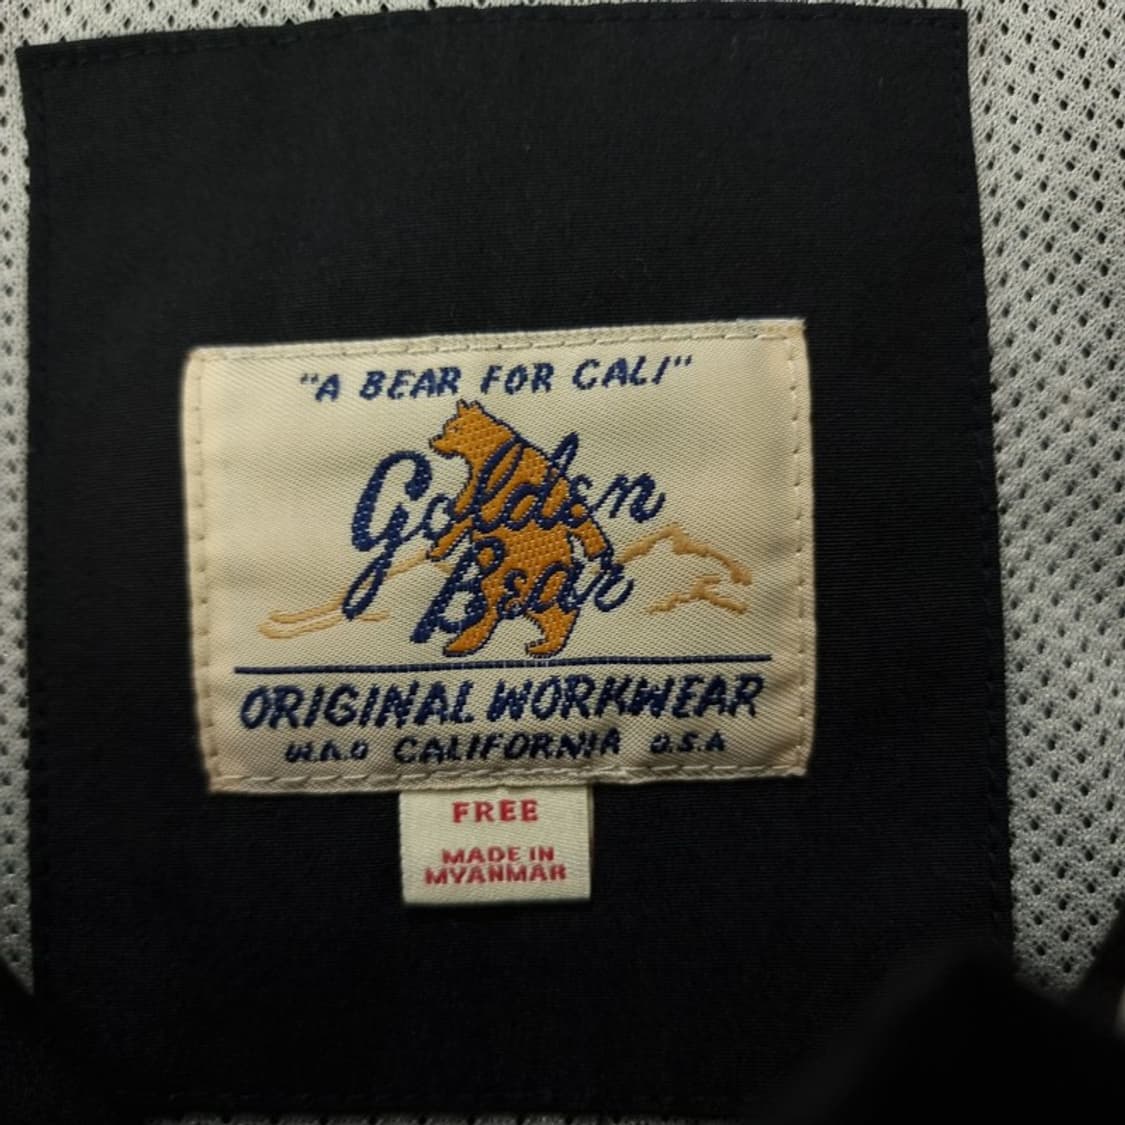 "A BEAR FOR CALI"
Golden
Bear
ORIGINAL WORKWEAR
CALIFORNIA U.S.A
FREE
MADE IN
MYANMAR